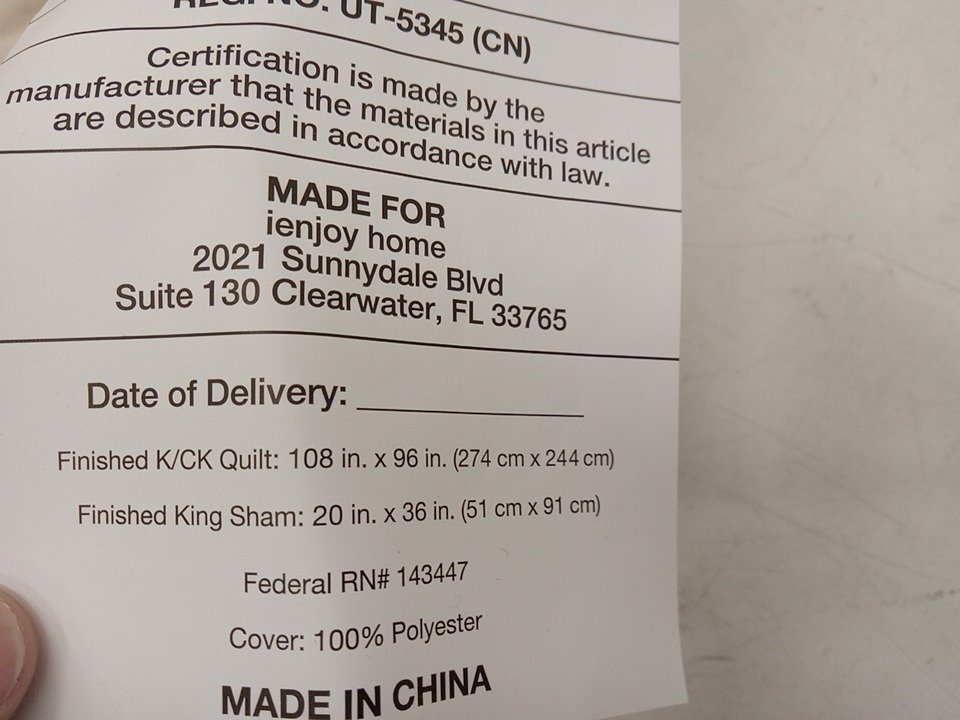 REG. NO. UT-5345 (CN)
Certification is made by the
manufacturer that the materials in this article
are described in accordance with law.
MADE FOR
ienjoy home
2021 Sunnydale Blvd
Suite 130 Clearwater, FL 33765
Date of Delivery:
Finished K/CK Quilt: 108 in. x 96 in. (274 cm x 244 cm)
Finished King Sham: 20 in. x 36 in. (51 cm x 91 cm)
Federal RN# 143447
Cover: 100% Polyester
MADE IN CHINA